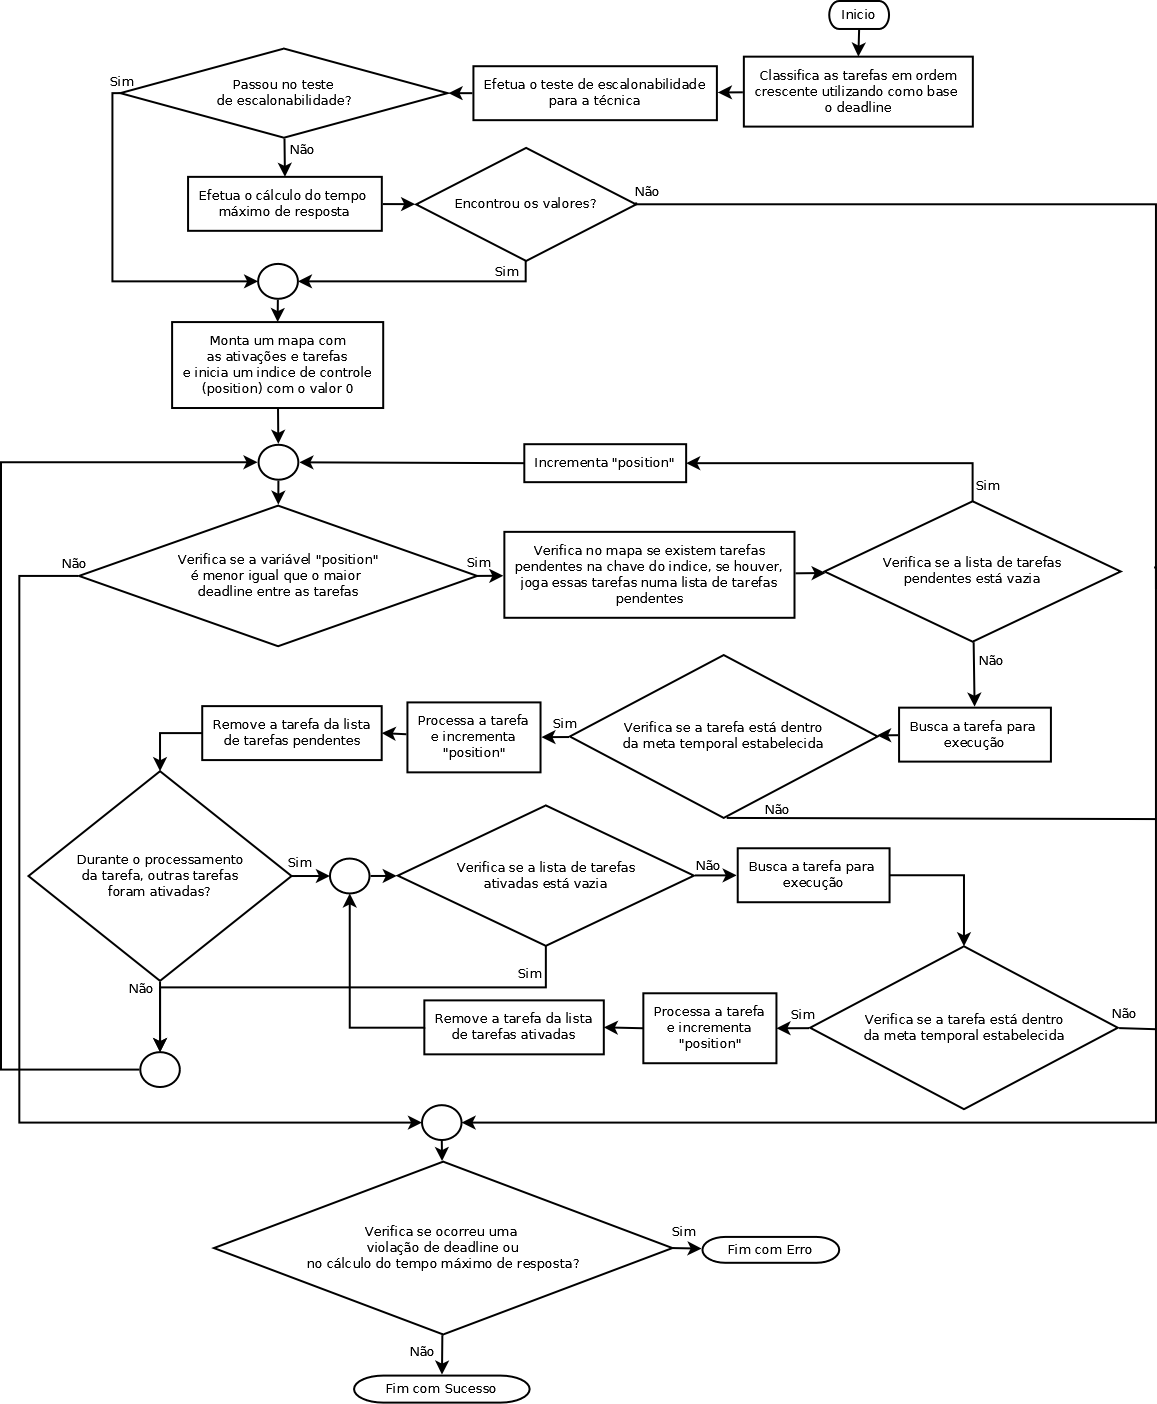 Inicio
Classifica as tarefas em ordem
crescente utilizando como base
o deadline
Efetua o teste de escalonabilidade
para a técnica
Passou no teste
de escalonabilidade?
Sim
Não
Efetua o cálculo do tempo
máximo de resposta
Encontrou os valores?
Não
Sim
Monta um mapa com
as ativações e tarefas
e inicia um indice de controle
(position) com o valor 0
Incrementa "position"
Sim
Verifica se a variável "position"
é menor igual que o maior
deadline entre as tarefas
Não
Sim
Verifica no mapa se existem tarefas
pendentes na chave do indice, se houver,
joga essas tarefas numa lista de tarefas
pendentes
Verifica se a lista de tarefas
pendentes está vazia
Não
Busca a tarefa para
execução
Verifica se a tarefa está dentro
da meta temporal estabelecida
Sim
Não
Processa a tarefa
e incrementa
"position"
Remove a tarefa da lista
de tarefas pendentes
Durante o processamento
da tarefa, outras tarefas
foram ativadas?
Sim
Não
Verifica se a lista de tarefas
ativadas está vazia
Não
Sim
Busca a tarefa para
execução
Verifica se a tarefa está dentro
da meta temporal estabelecida
Sim
Não
Processa a tarefa
e incrementa
"position"
Remove a tarefa da lista
de tarefas ativadas
Verifica se ocorreu uma
violação de deadline ou
no cálculo do tempo máximo de resposta?
Sim
Fim com Erro
Não
Fim com Sucesso